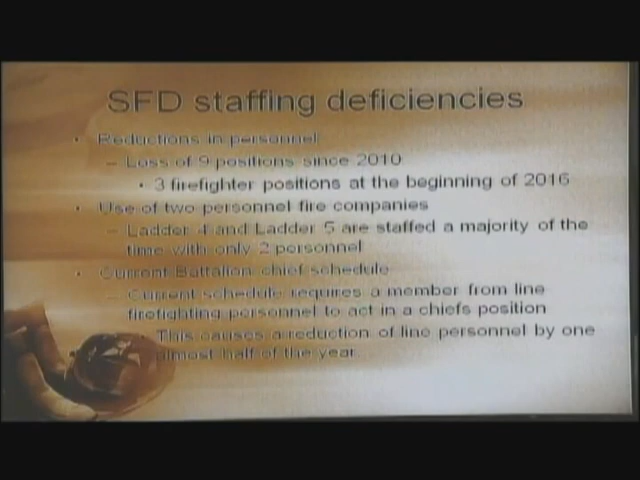 SFD staffing deficiencies
• Reductions in personnel
– Loss of 9 positions since 2010
• 3 firefighter positions at the beginning of 2016
• Use of two personnel fire companies
– Ladder 4 and Ladder 5 are staffed a majority of the
time with only 2 personnel
• Current Battalion chief schedule
– Current schedule requires a member from line
firefighting personnel to act in a chiefs position
This causes a reduction of line personnel by one
almost half of the year.